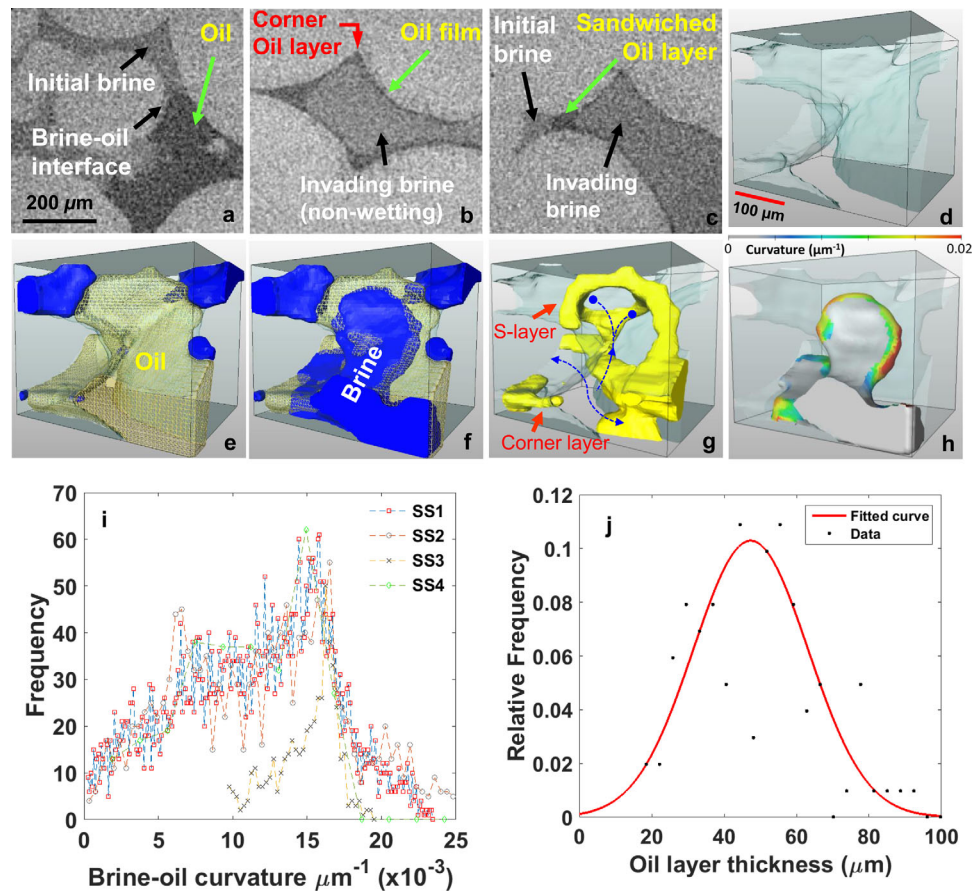 Initial brine
Oil
Brine-oil
interface
200 µm
a
Corner
Oil layer
Oil film
Invading brine
(non-wetting)
b
Initial
brine
Sandwiched
Oil layer
Invading
brine
c
d
100 µm
Oil
e
Brine
f
S-layer
Corner layer
g
0
Curvature (µm⁻¹)
0.02
h
i
70
60
50
40
30
20
10
0
0
5
10
15
20
25
Frequency
Brine-oil curvature µm⁻¹ (x10⁻³)
SS1
SS2
SS3
SS4
j
0.12
0.1
0.08
0.06
0.04
0.02
0
0
20
40
60
80
100
Relative Frequency
Oil layer thickness (µm)
Fitted curve
Data